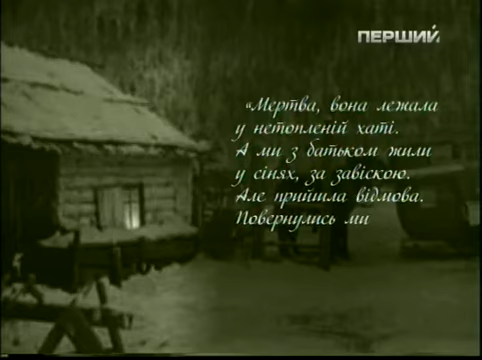 ПЕРШИЙ
«Мертва, вона лежала
у нетопленій хаті.
А ми з батьком жили
у сінях, за завіскою.
Але прийшла відмова.
Повернулись ми